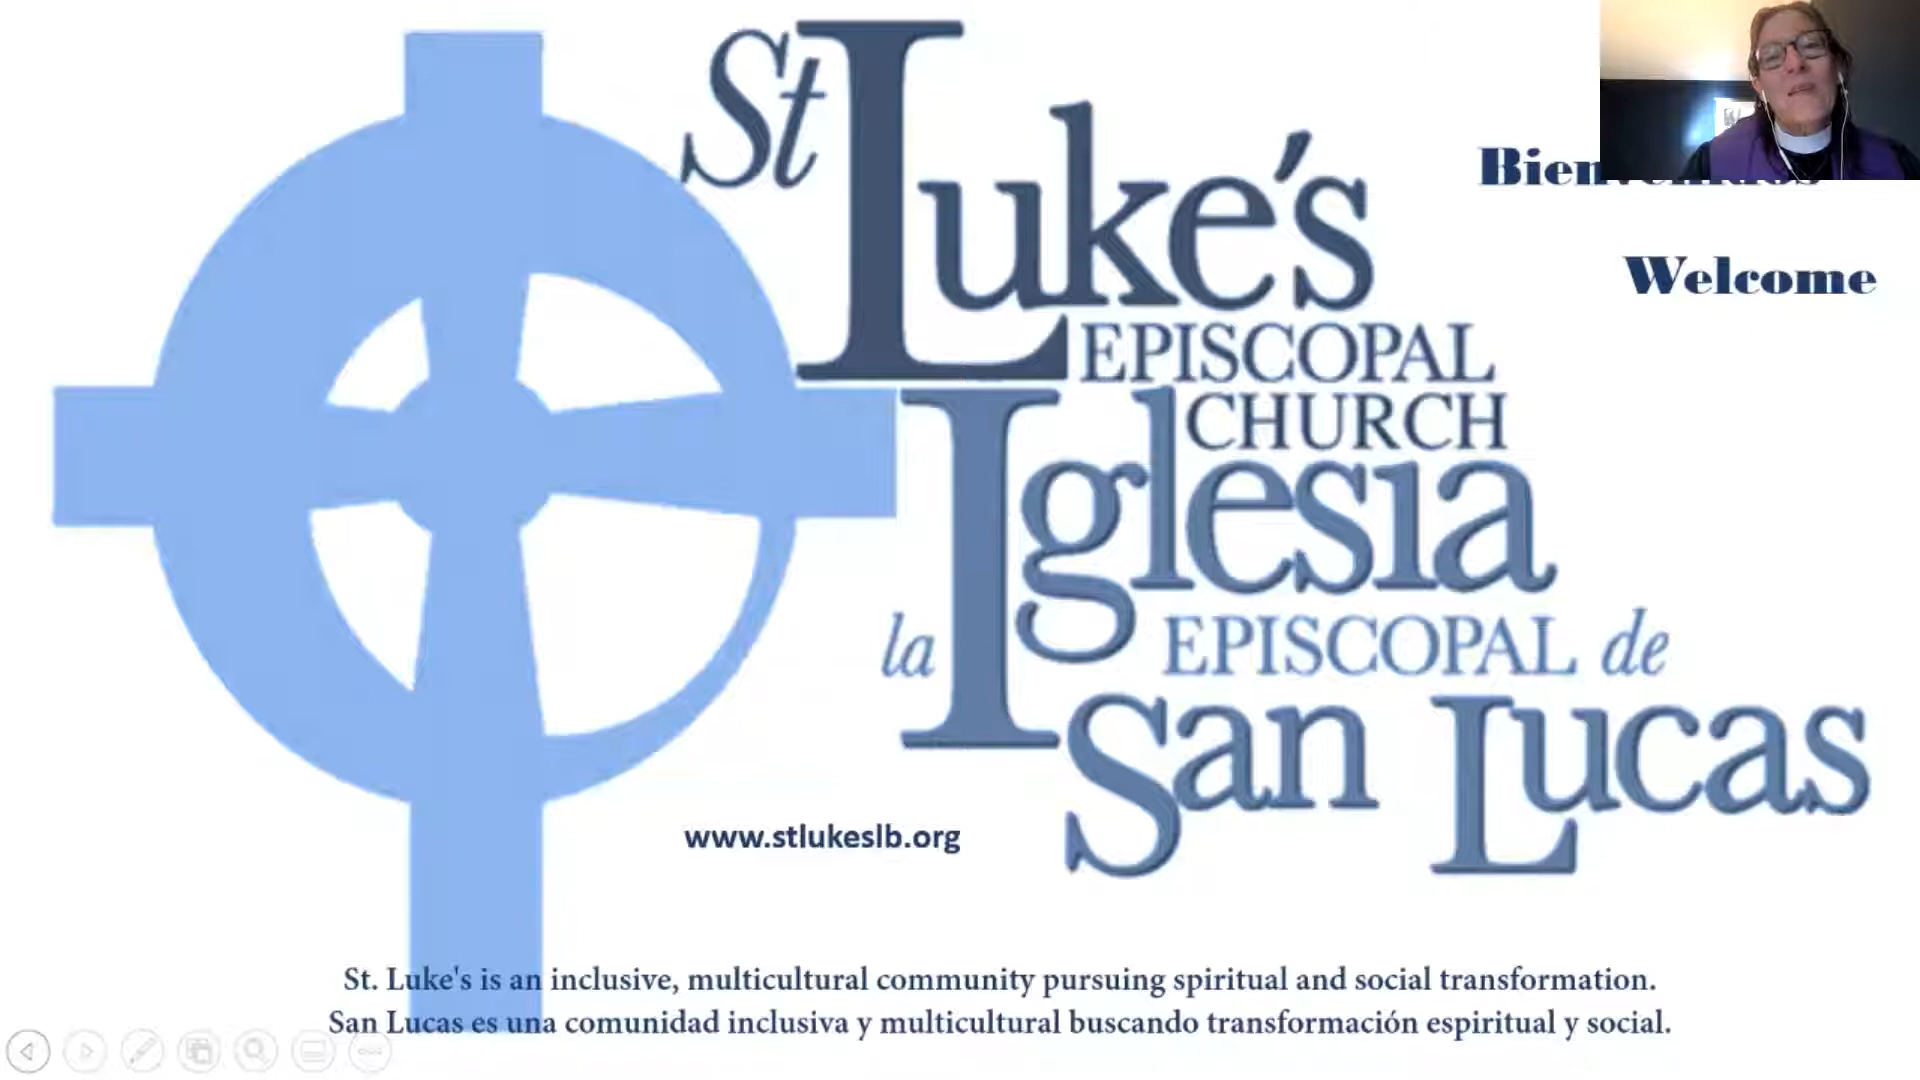 St Luke's
EPISCOPAL
CHURCH
la Iglesia
EPISCOPAL de
San Lucas
Welcome
www.stlukeslb.org
St. Luke's is an inclusive, multicultural community pursuing spiritual and social transformation.
San Lucas es una comunidad inclusiva y multicultural buscando transformación espiritual y social.